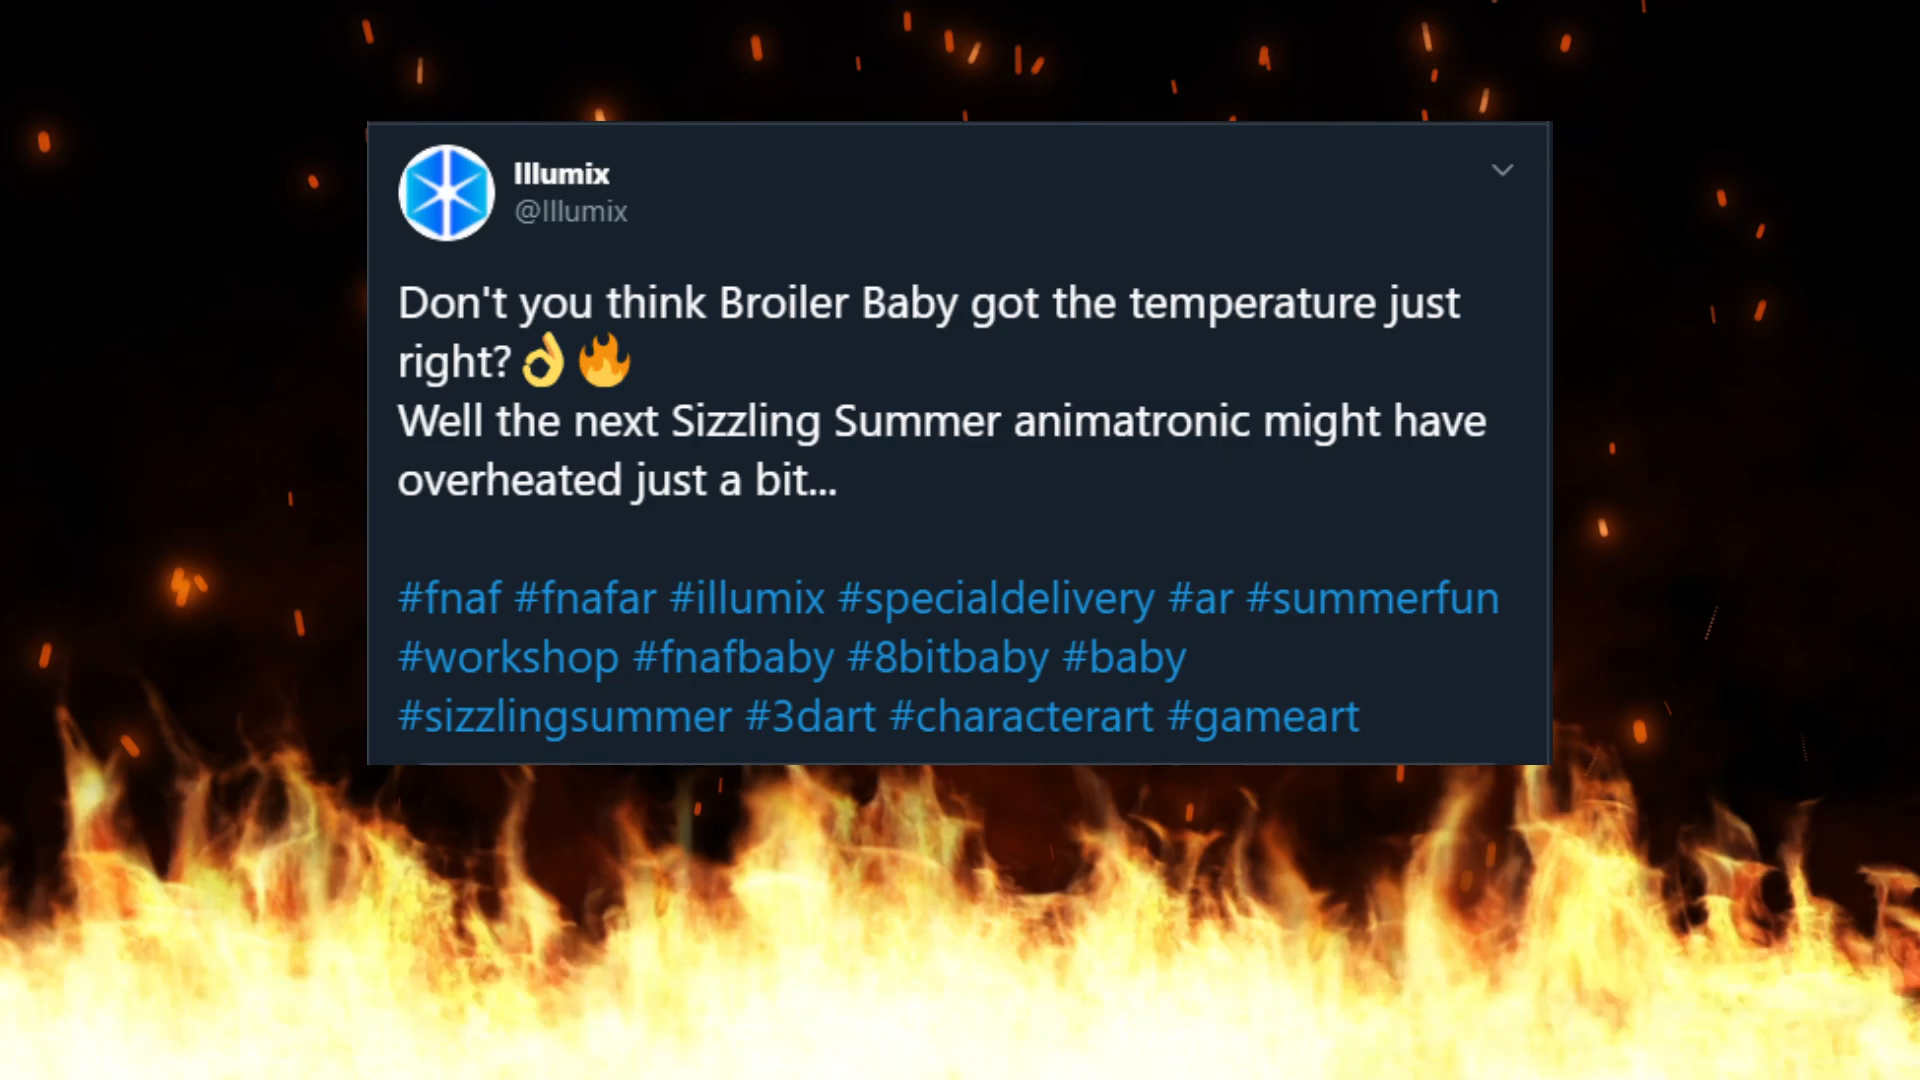 Illumix
@Illumix
Don't you think Broiler Baby got the temperature just
right?👌🔥
Well the next Sizzling Summer animatronic might have
overheated just a bit...
#fnaf #fnafar #illumix #specialdelivery #ar #summerfun
#workshop #fnafbaby #8bitbaby #baby
#sizzlingsummer #3dart #characterart #gameart